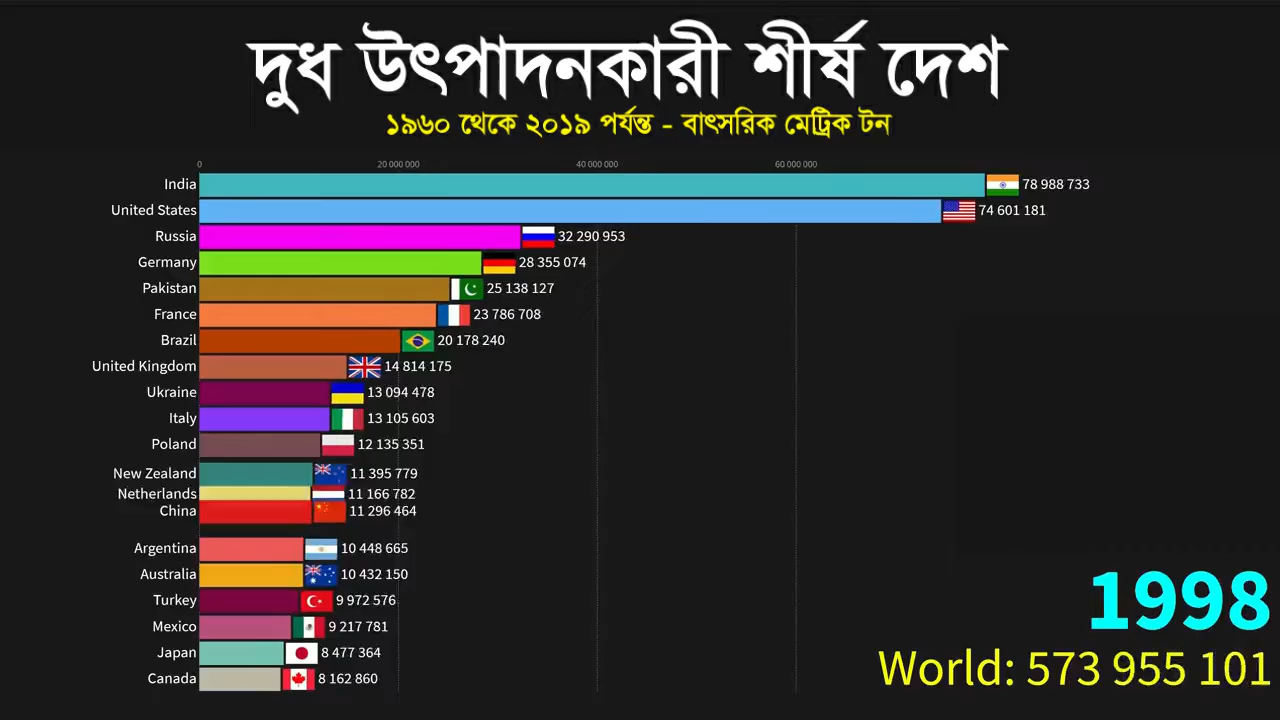 দুধ উৎপাদনকারী শীর্ষ দেশ
১৯৬০ থেকে ২০১৯ পর্যন্ত - বাৎসরিক মেট্রিক টন
0 20 000 000 40 000 000 60 000 000
India 78 988 733
United States 74 601 181
Russia 32 290 953
Germany 28 355 074
Pakistan 25 138 127
France 23 786 708
Brazil 20 178 240
United Kingdom 14 814 175
Ukraine 13 094 478
Italy 13 105 603
Poland 12 135 351
New Zealand 11 395 779
Netherlands 11 166 782
China 11 296 464
Argentina 10 448 665
Australia 10 432 150
Turkey 9 972 576
Mexico 9 217 781
Japan 8 477 364
Canada 8 162 860
1998
World: 573 955 101